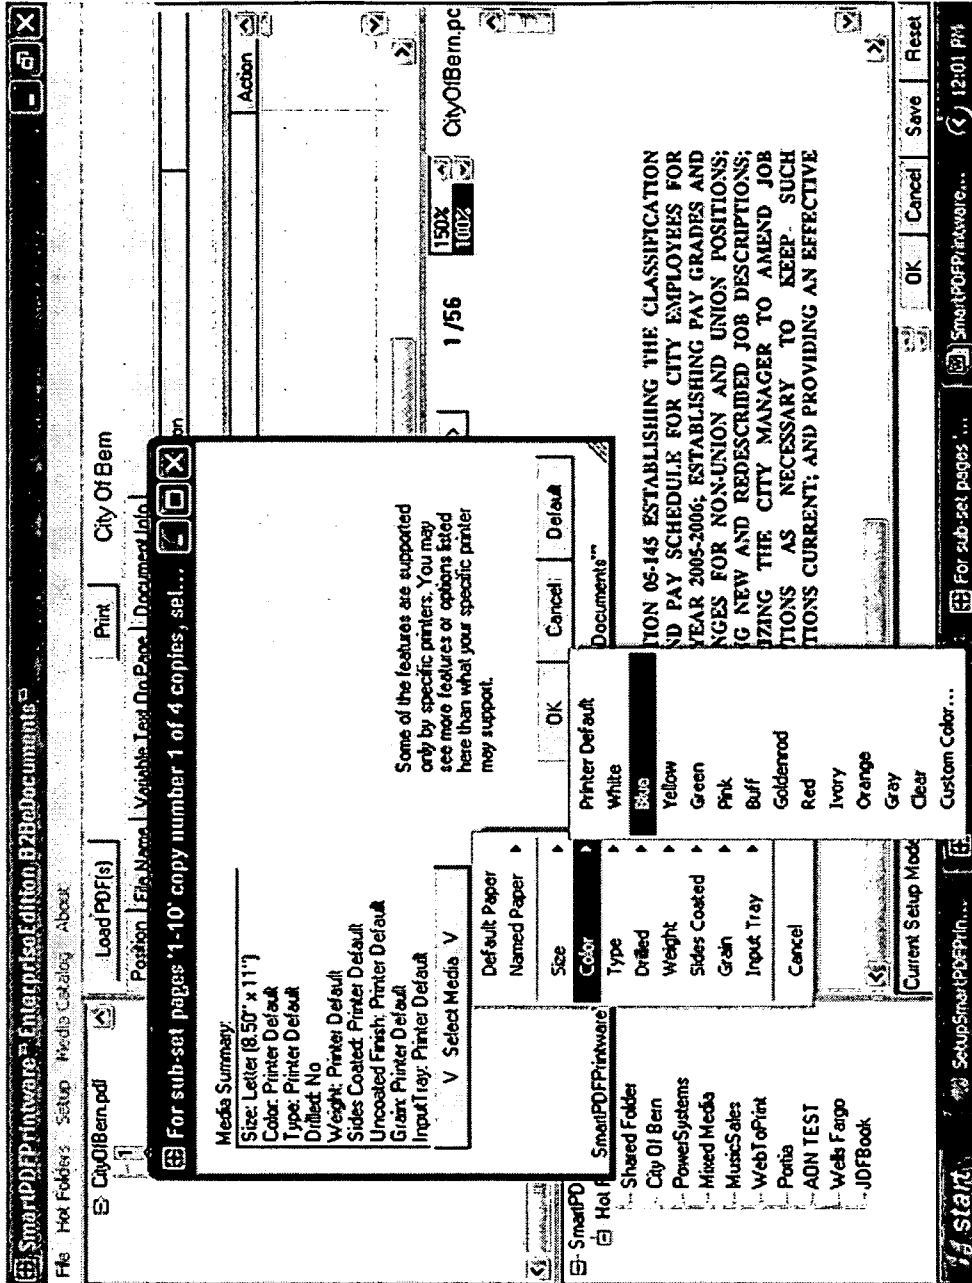 SmartPDFPrintware™ EnterpriseEdition B2BeDocuments™
File Hot Folders Setup Media Catalog About
CityOfBern.pdf
1
Load PDF(s)
Print
City Of Bern
Position File Name Variable Text On Page Document Info
Action
For sub-set pages '1-10' copy number 1 of 4 copies, sel...
Media Summary:
Size: Letter (8.50" x 11")
Color: Printer Default
Type: Printer Default
Drilled: No
Weight: Printer Default
Sides Coated: Printer Default
Uncoated Finish: Printer Default
Grain: Printer Default
InputTray: Printer Default
V Select Media V
Some of the features are supported
only by specific printers. You may
see more features or options listed
here than what your specific printer
may support.
OK Cancel Default
Default Paper
Named Paper
Size
Color
Type
Drilled
Weight
Sides Coated
Grain
Input Tray
Cancel
Printer Default
White
Blue
Yellow
Green
Pink
Buff
Goldenrod
Red
Ivory
Orange
Gray
Clear
Custom Color...
Documents™
1 /56
150%
100%
CityOfBern.pc
TION 05-145 ESTABLISHING THE CLASSIFICATION
ND PAY SCHEDULE FOR CITY EMPLOYEES FOR
YEAR 2005-2006; ESTABLISHING PAY GRADES AND
NGES FOR NON-UNION AND UNION POSITIONS;
G NEW AND REDESCRIBED JOB DESCRIPTIONS;
IZING THE CITY MANAGER TO AMEND JOB
TIONS AS NECESSARY TO KEEP SUCH
TIONS CURRENT; AND PROVIDING AN EFFECTIVE
SmartPD
Hot F SmartPDFPrintware
Shared Folder
City Of Bern
PowerSystems
Mixed Media
MusicSales
WebToPrint
Portia
AON TEST
Wells Fargo
JDFBook
Current Setup Mode
OK Cancel Save Reset
start
SetupSmartPDFPrin...
For sub-set pages '...
SmartPDFPrintware...
12:01 PM